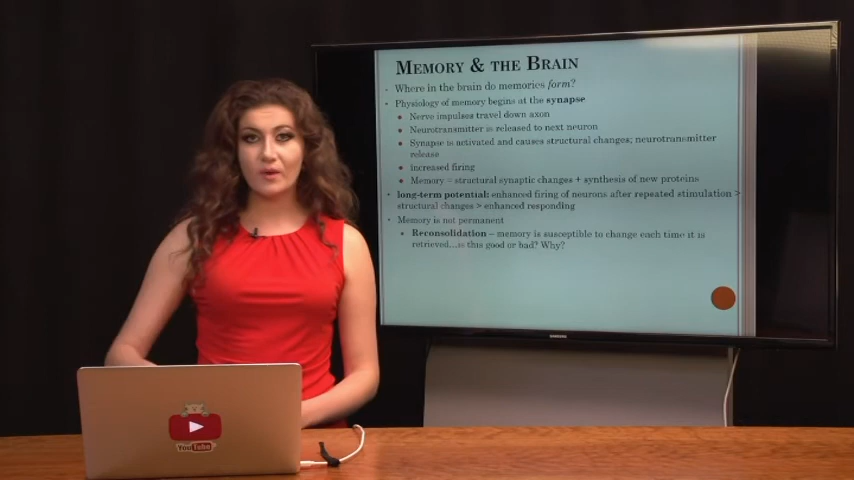 MEMORY & THE BRAIN
Where in the brain do memories form?
Physiology of memory begins at the synapse
Nerve impulses travel down axon
Neurotransmitter is released to next neuron
Synapse is activated and causes structural changes; neurotransmitter
release
increased firing
Memory = structural synaptic changes + synthesis of new proteins
long-term potential: enhanced firing of neurons after repeated stimulation >
structural changes > enhanced responding
Memory is not permanent
Reconsolidation – memory is susceptible to change each time it is
retrieved...is this good or bad? Why?
YouTube